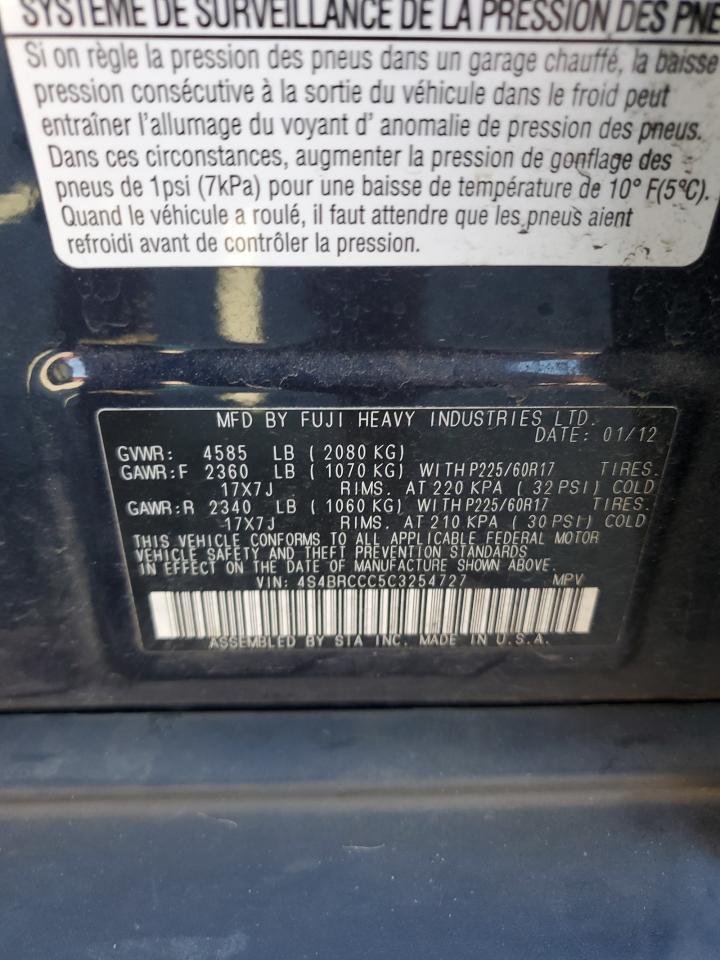 SYSTÈME DE SURVEILLANCE DE LA PRESSION DES
Si on règle la pression des pneus dans un garage chauffé, la baisse
pression consécutive à la sortie du véhicule dans le froid peut
entraîner l'allumage du voyant d' anomalie de pression des pneus.
Dans ces circonstances, augmenter la pression de gonflage des
pneus de 1psi (7kPa) pour une baisse de température de 10° F(5°C).
Quand le véhicule a roulé, il faut attendre que les pneus aient
refroidi avant de contrôler la pression.
MFD BY FUJI HEAVY INDUSTRIES LTD.
DATE: 01/12
GVWR: 4585 LB ( 2080 KG)
GAWR:F 2360 LB ( 1070 KG) WITH P225/60R17 TIRES.
17X7J RIMS. AT 220 KPA ( 32 PSI) COLD
GAWR:R 2340 LB ( 1060 KG) WITH P225/60R17 TIRES.
17X7J RIMS. AT 210 KPA ( 30 PSI) COLD
THIS VEHICLE CONFORMS TO ALL APPLICABLE FEDERAL MOTOR
VEHICLE SAFETY AND THEFT PREVENTION STANDARDS
IN EFFECT ON THE DATE OF MANUFACTURE SHOWN ABOVE.
VIN: 4S4BRCCC5C3254727 MPV
ASSEMBLED BY SIA INC. MADE IN U.S.A.